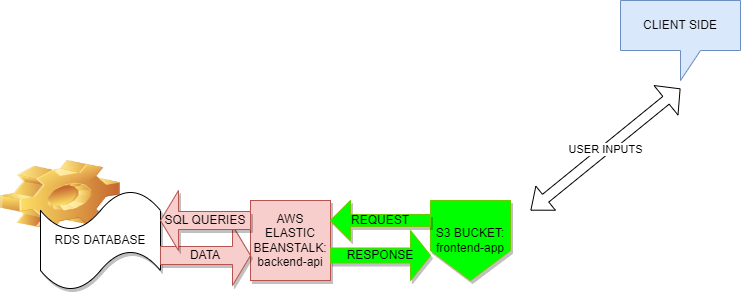 CLIENT SIDE
USER INPUTS
SQL QUERIES
AWS
ELASTIC
BEANSTALK:
backend-api
REQUEST
S3 BUCKET:
frontend-app
RDS DATABASE
DATA
RESPONSE